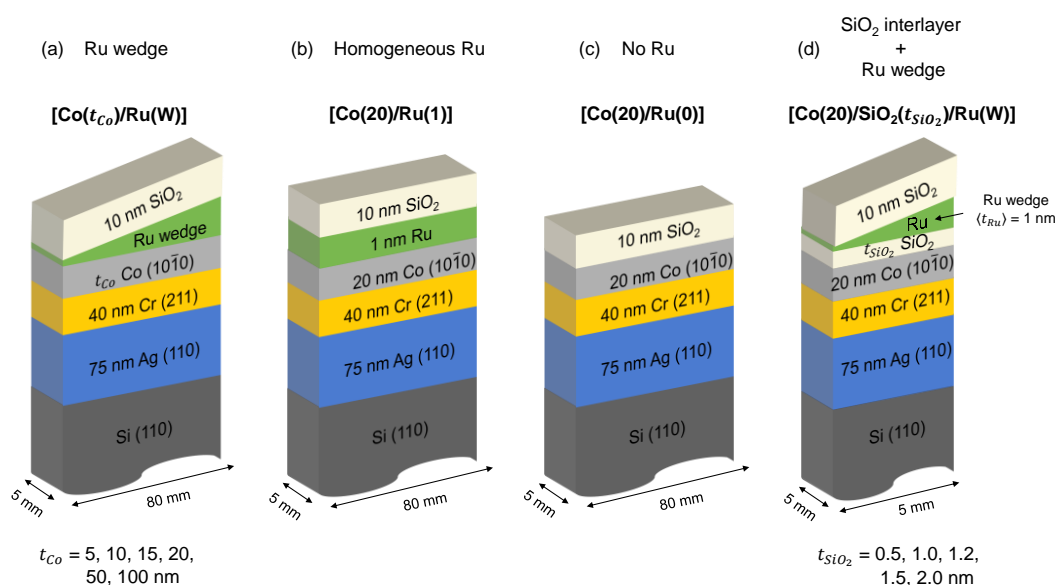 (a) Ru wedge
[Co(t_Co)/Ru(W)]
10 nm SiO₂
Ru wedge
t_Co Co (101̄0)
40 nm Cr (211)
75 nm Ag (110)
Si (110)
5 mm
80 mm
t_Co = 5, 10, 15, 20,
50, 100 nm
(b) Homogeneous Ru
[Co(20)/Ru(1)]
10 nm SiO₂
1 nm Ru
20 nm Co (101̄0)
40 nm Cr (211)
75 nm Ag (110)
Si (110)
5 mm
80 mm
(c) No Ru
[Co(20)/Ru(0)]
10 nm SiO₂
20 nm Co (101̄0)
40 nm Cr (211)
75 nm Ag (110)
Si (110)
5 mm
80 mm
(d) SiO₂ interlayer
+
Ru wedge
[Co(20)/SiO₂(t_SiO₂)/Ru(W)]
10 nm SiO₂
Ru
Ru wedge
⟨t_Ru⟩ = 1 nm
t_SiO₂ SiO₂
20 nm Co (101̄0)
40 nm Cr (211)
75 nm Ag (110)
Si (110)
5 mm
5 mm
t_SiO₂ = 0.5, 1.0, 1.2,
1.5, 2.0 nm